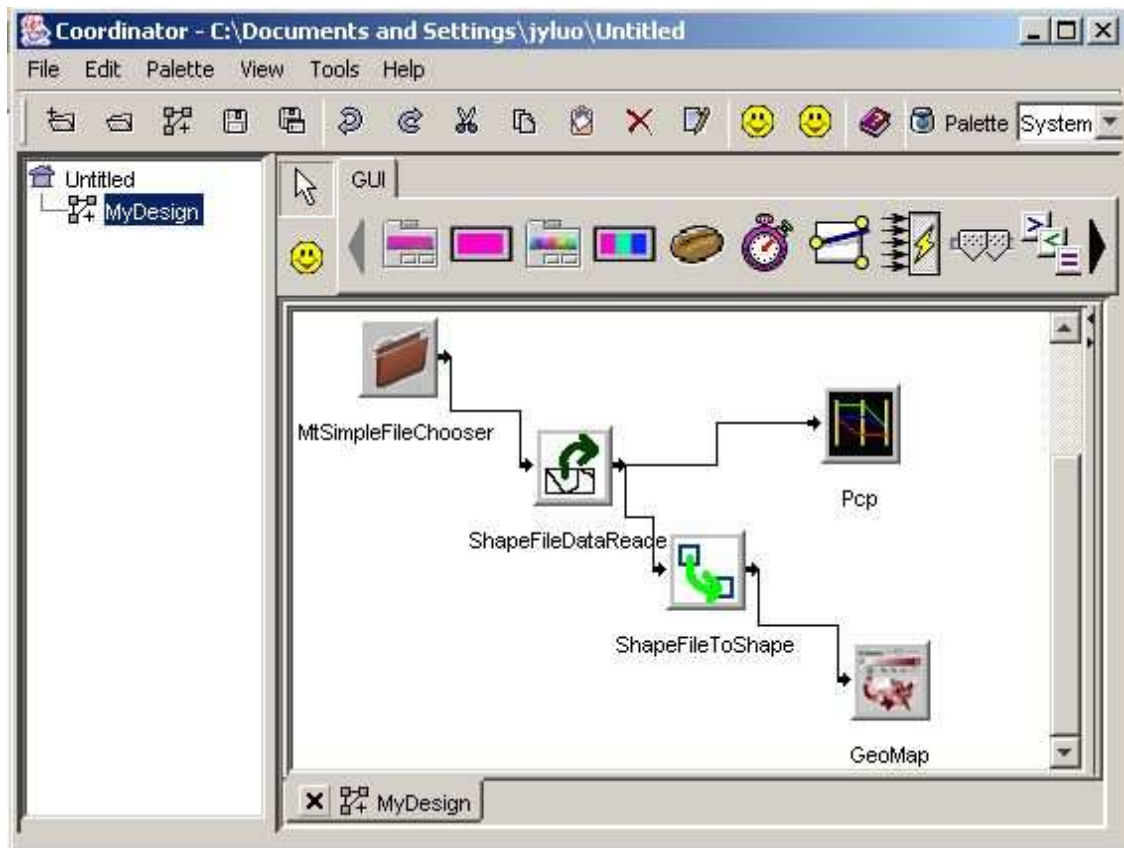 Coordinator - C:\Documents and Settings\jyluo\Untitled
File Edit Palette View Tools Help
Palette System
Untitled
MyDesign
GUI
MtSimpleFileChooser
ShapeFileDataReade
Pcp
ShapeFileToShape
GeoMap
MyDesign